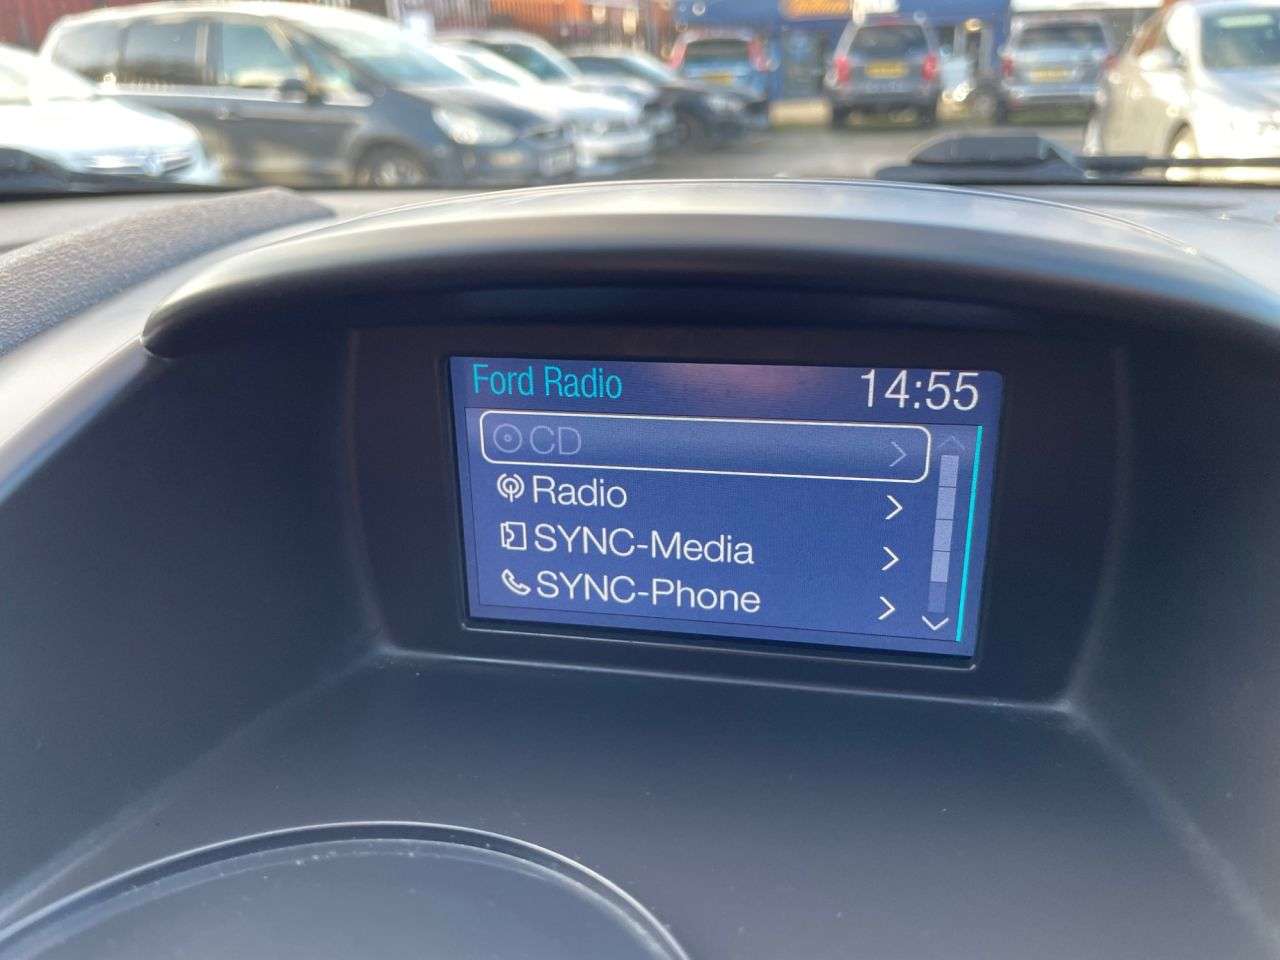 Ford Radio 14:55
CD
Radio
SYNC-Media
SYNC-Phone